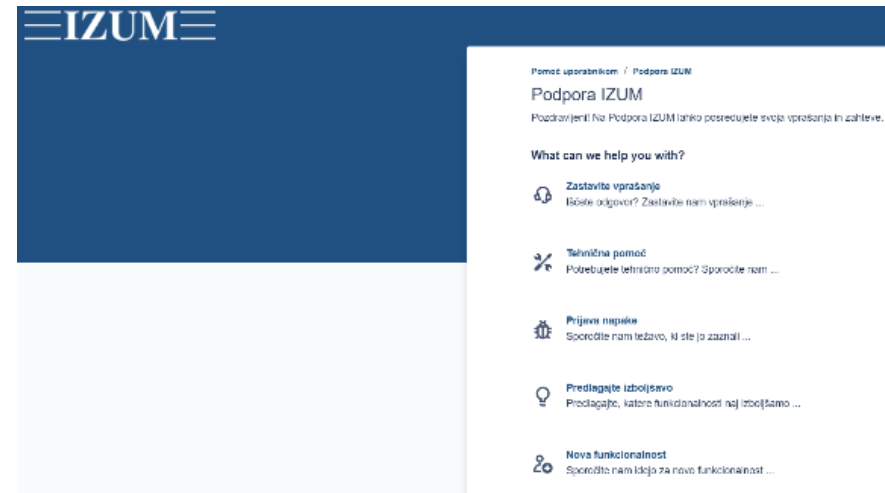 IZUM
Pomoč uporabnikom / Podpora IZUM
Podpora IZUM
Pozdravljeni! Na Podpora IZUM lahko posredujete svoja vprašanja in zahteve.
What can we help you with?
Zastavite vprašanje
Iščete odgovor? Zastavite nam vprašanje ...
Tehnična pomoč
Potrebujete tehnično pomoč? Sporočite nam ...
Prijava napake
Sporočite nam težavo, ki ste jo zaznali ...
Predlagajte izboljšavo
Predlagajte, katere funkcionalnosti naj izboljšamo ...
Nova funkcionalnost
Sporočite nam idejo za novo funkcionalnost ...